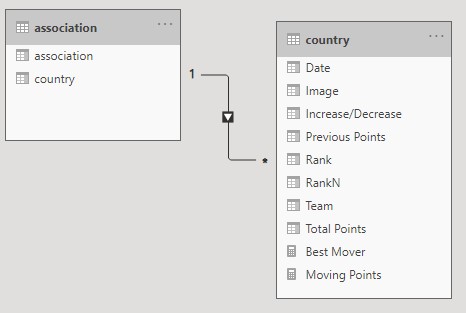 association
association
country
1
*
country
Date
Image
Increase/Decrease
Previous Points
Rank
RankN
Team
Total Points
Best Mover
Moving Points